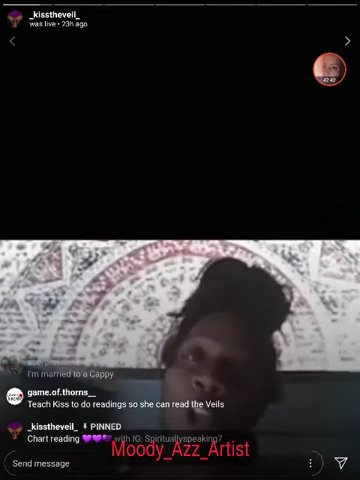 _kisstheveil_
was live • 23h ago
42:42
I'm married to a Cappy
game.of.thorns__
Teach Kiss to do readings so she can read the Veils
_kisstheveil_ PINNED
Chart reading 💜💜💜 with IG: Spirituallyspeaking7
Moody_Azz_Artist
Send message